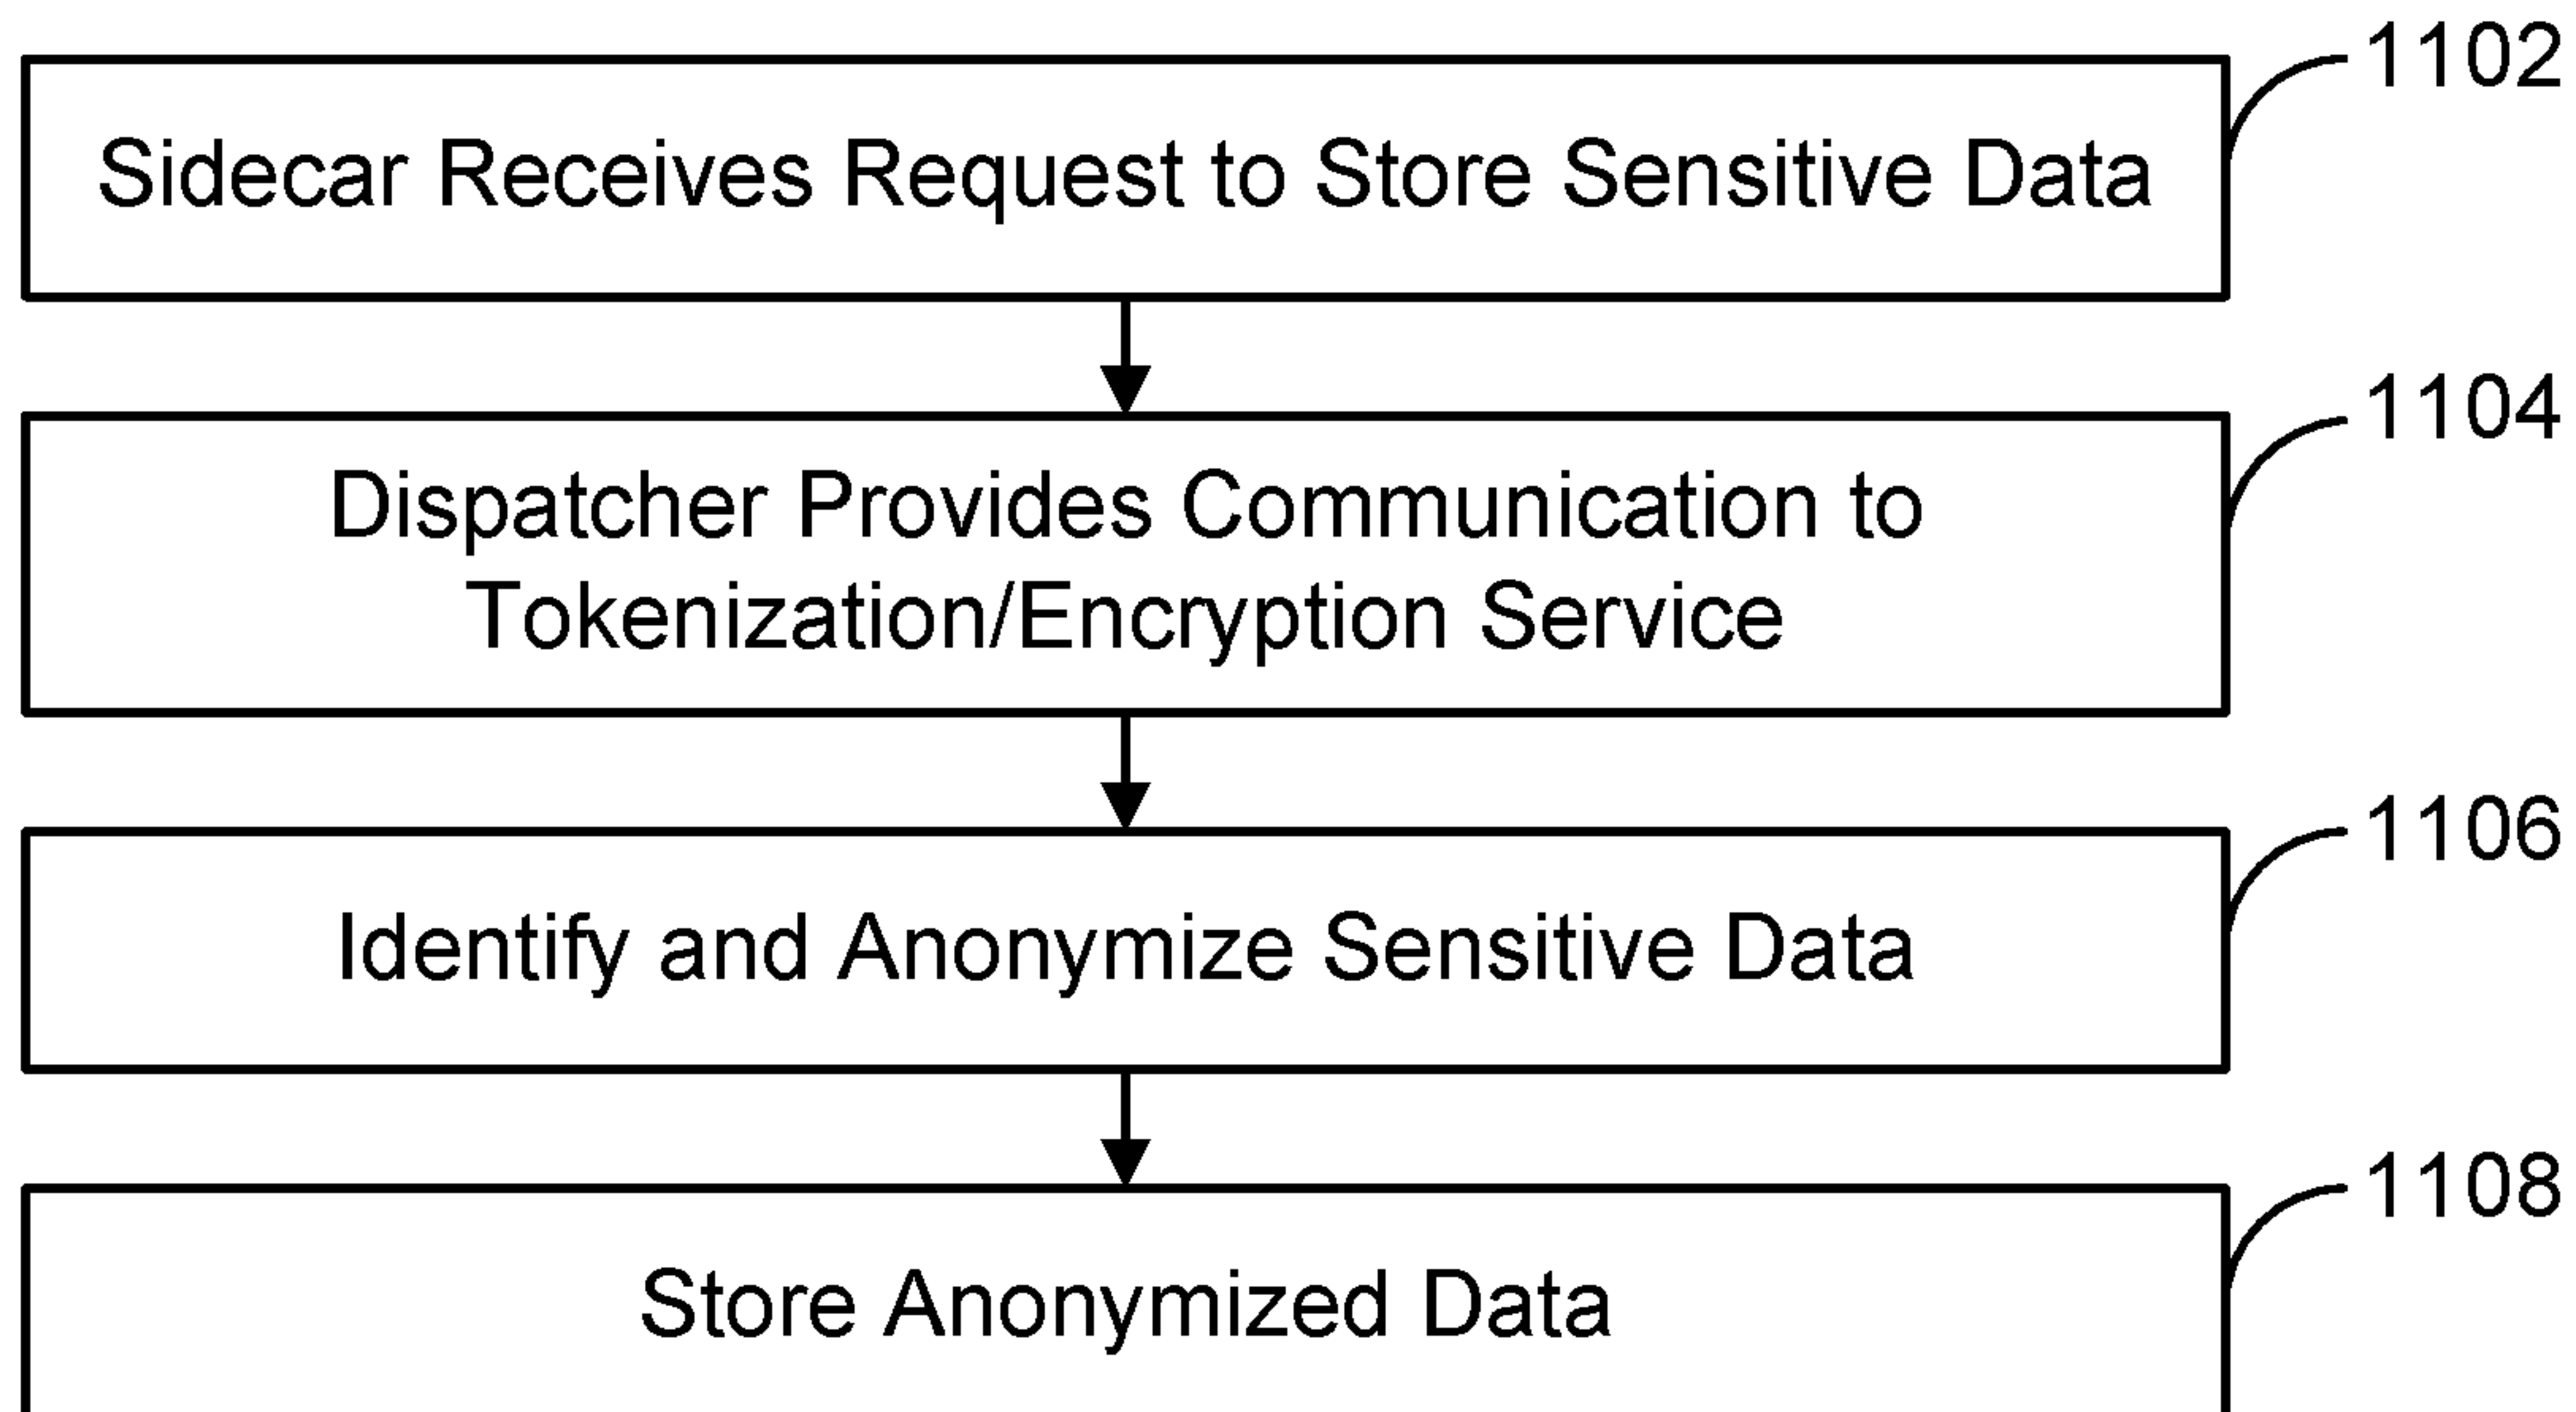 1102
Sidecar Receives Request to Store Sensitive Data
1104
Dispatcher Provides Communication to
Tokenization/Encryption Service
1106
Identify and Anonymize Sensitive Data
1108
Store Anonymized Data